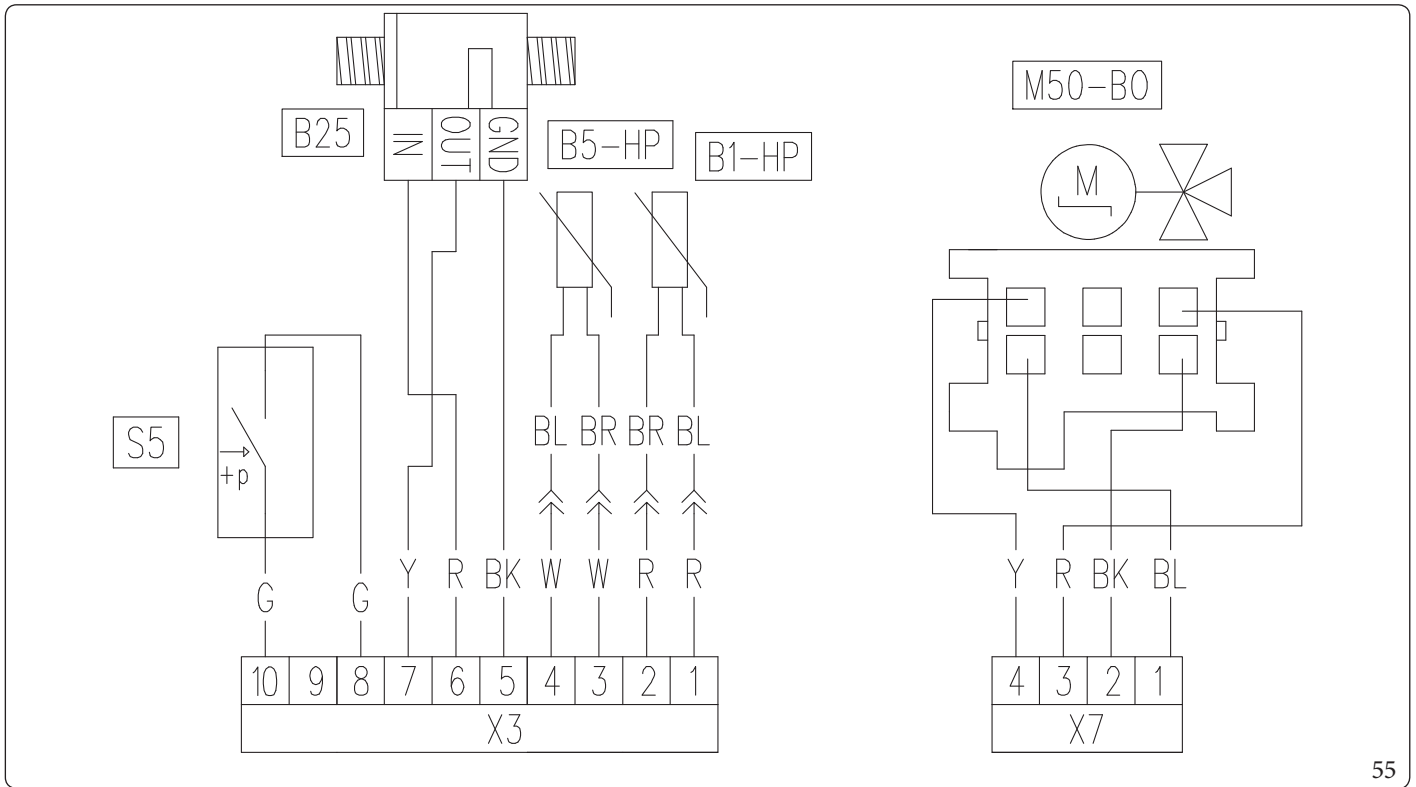 M50-BO
B25
IN
OUT
GND
B5-HP
B1-HP
M
S5
+p
BL BR BR BL
G G Y R BK W W R R
Y R BK BL
10 9 8 7 6 5 4 3 2 1
X3
4 3 2 1
X7
55